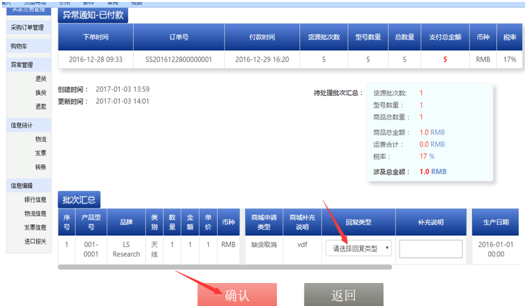 异常通知-已付款
下单时间 订单号 付款时间 货源批次数 型号数量 总数量 支付总金额 币种 税率
2016-12-28 09:33 SS2016122800000001 2016-12-29 16:20 5 5 5 5 RMB 17%
采购订单管理
购物车
异常管理
退货
换货
退款
信息统计
物流
发票
转账
信息编辑
银行信息
物流信息
发票信息
进口报关
创建时间： 2017-01-03 13:59
更新时间： 2017-01-03 14:01
待处理批次汇总：
货源批次数： 1
型号数量： 1
商品总数量： 1
商品总金额： 1.0 RMB
运费合计： 0.0 RMB
税率： 17 %
涉及总金额： 1.0 RMB
批次汇总
序号 产品型号 品牌 类别 数量 金额 单价 币种 商城申请类型 商城补充说明 回复类型 补充说明 生产日期
1 001-0001 LS Research 天线 1 1 1 RMB 缺货取消 vdf 请选择回复类型 2016-01-01 00:00
确认
返回